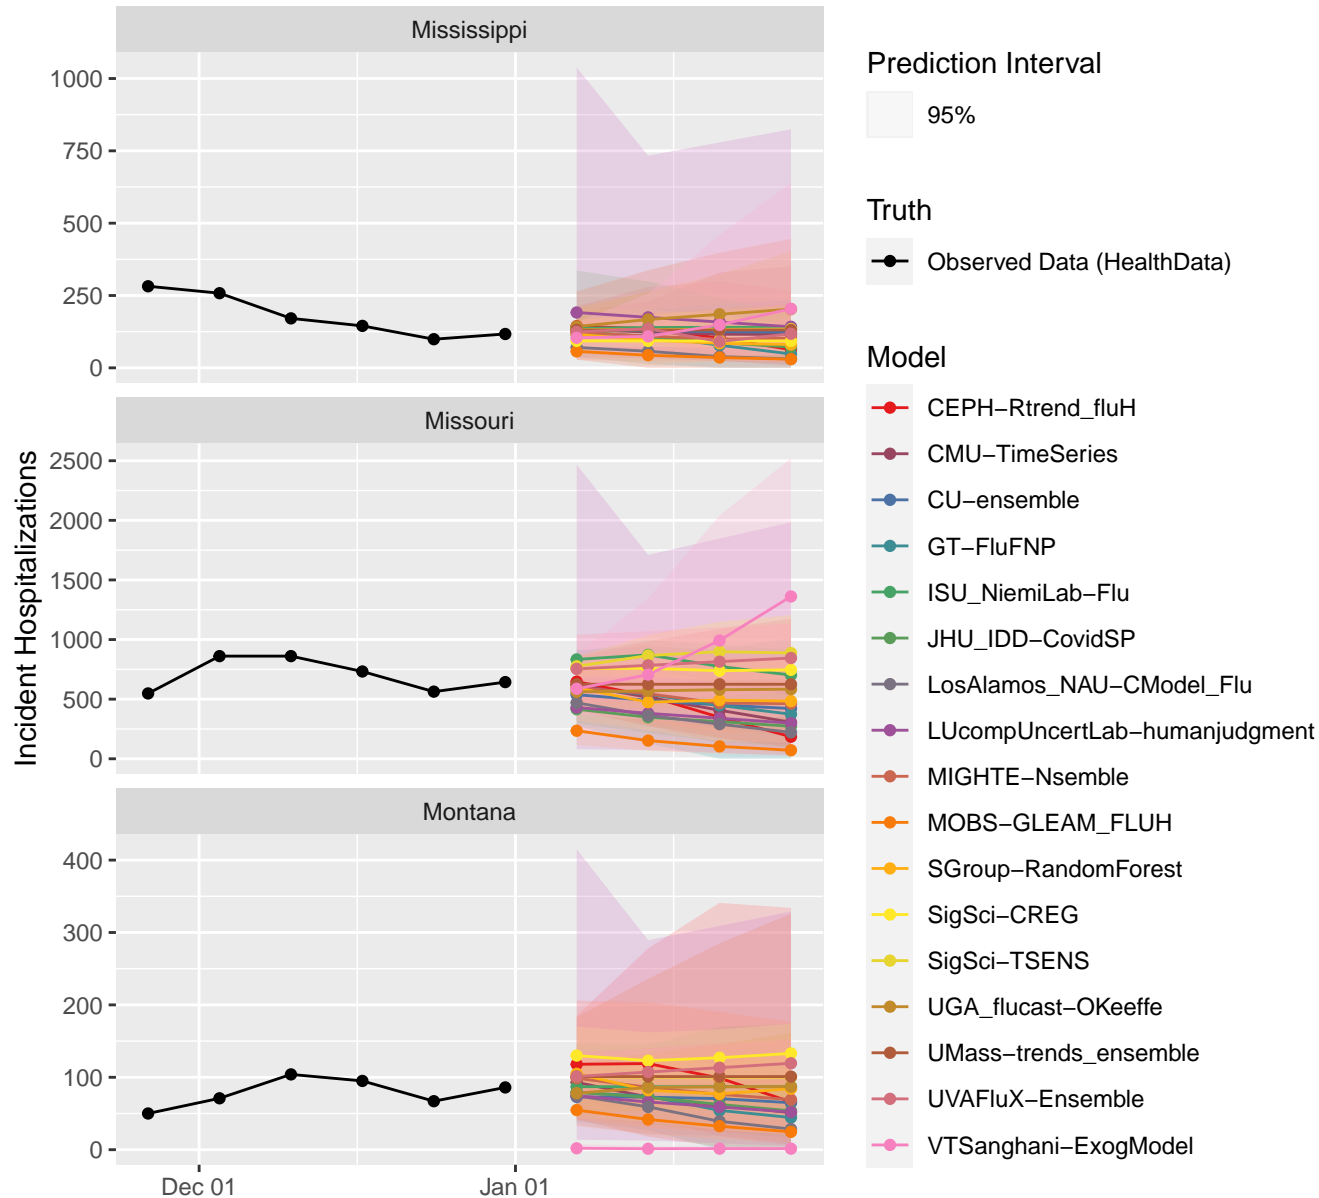 Mississippi
1000
750
500
250
0
Missouri
2500
2000
1500
1000
500
0
Montana
400
300
200
100
0
Dec 01
Jan 01
Incident Hospitalizations
Prediction Interval
95%
Truth
Observed Data (HealthData)
Model
CEPH−Rtrend_fluH
CMU−TimeSeries
CU−ensemble
GT−FluFNP
ISU_NiemiLab−Flu
JHU_IDD−CovidSP
LosAlamos_NAU−CModel_Flu
LUcompUncertLab−humanjudgment
MIGHTE−Nsemble
MOBS−GLEAM_FLUH
SGroup−RandomForest
SigSci−CREG
SigSci−TSENS
UGA_flucast−OKeeffe
UMass−trends_ensemble
UVAFluX−Ensemble
VTSanghani−ExogModel